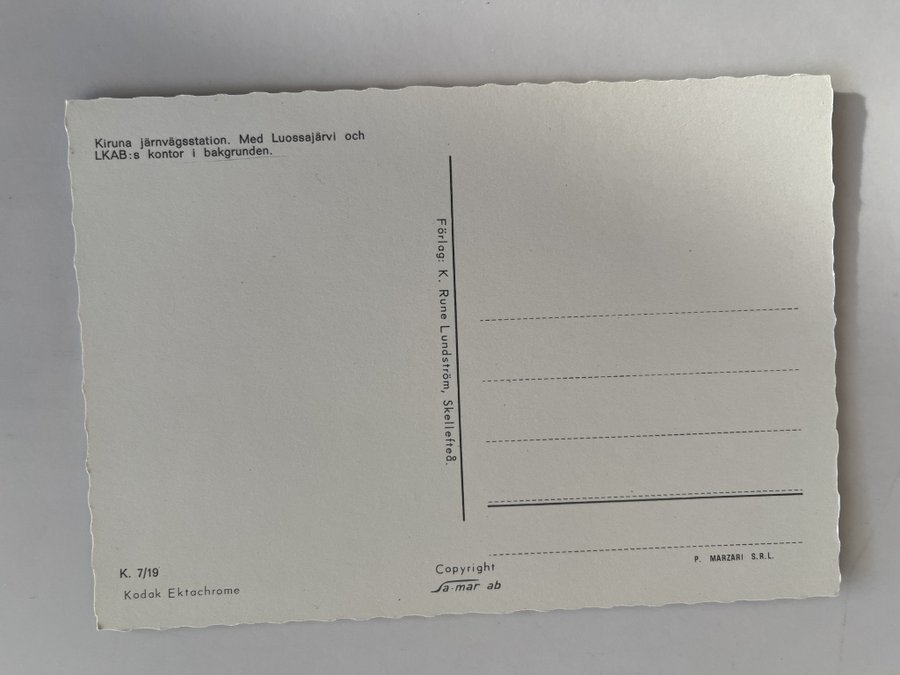 Kiruna järnvägsstation. Med Luossajärvi och
LKAB:s kontor i bakgrunden.
Förlag: K. Rune Lundström, Skellefteå.
K. 7/19
Kodak Ektachrome
Copyright
Sa-mar ab
P. MARZARI S.R.L.